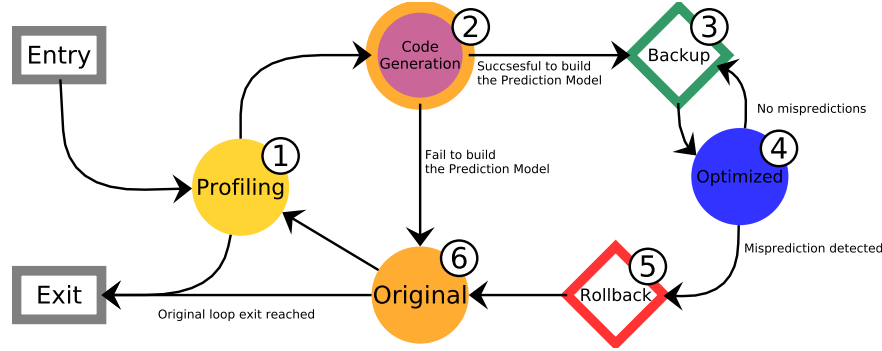 Entry
1
Profiling
2
Code
Generation
Succsesful to build
the Prediction Model
3
Backup
No mispredictions
4
Optimized
Fail to build
the Prediction Model
Misprediction detected
5
Rollback
6
Original
Exit
Original loop exit reached